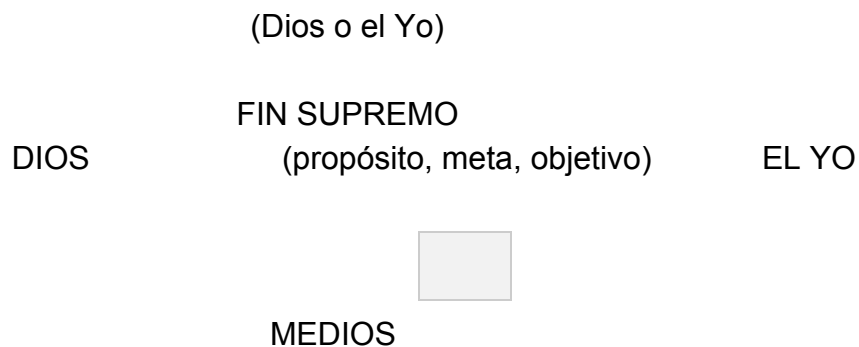 (Dios o el Yo)
FIN SUPREMO
DIOS (propósito, meta, objetivo) EL YO
MEDIOS